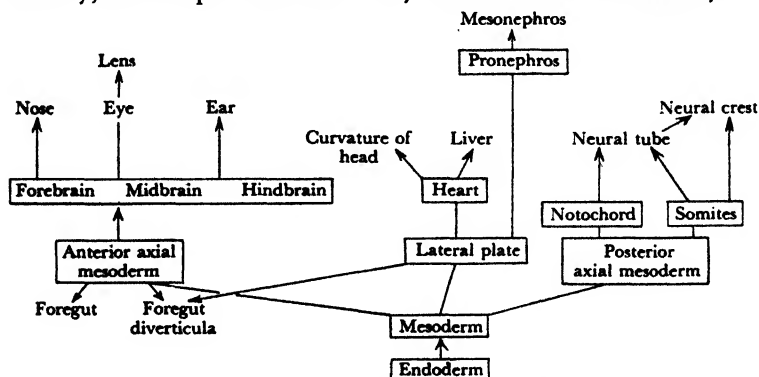 Mesonephros
Pronephros
Lens
Nose
Eye
Ear
Neural crest
Curvature of
head
Liver
Neural tube
Forebrain Midbrain Hindbrain
Heart
Notochord
Somites
Anterior axial
mesoderm
Lateral plate
Posterior
axial mesoderm
Foregut
Foregut
diverticula
Mesoderm
Endoderm